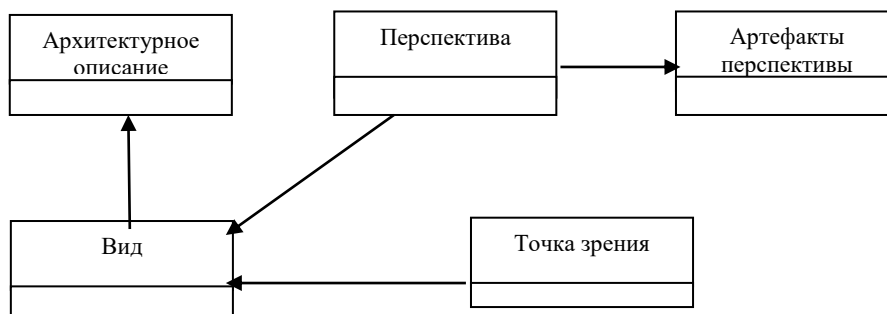 Архитектурное
описание
Перспектива
Артефакты
перспективы
Вид
Точка зрения